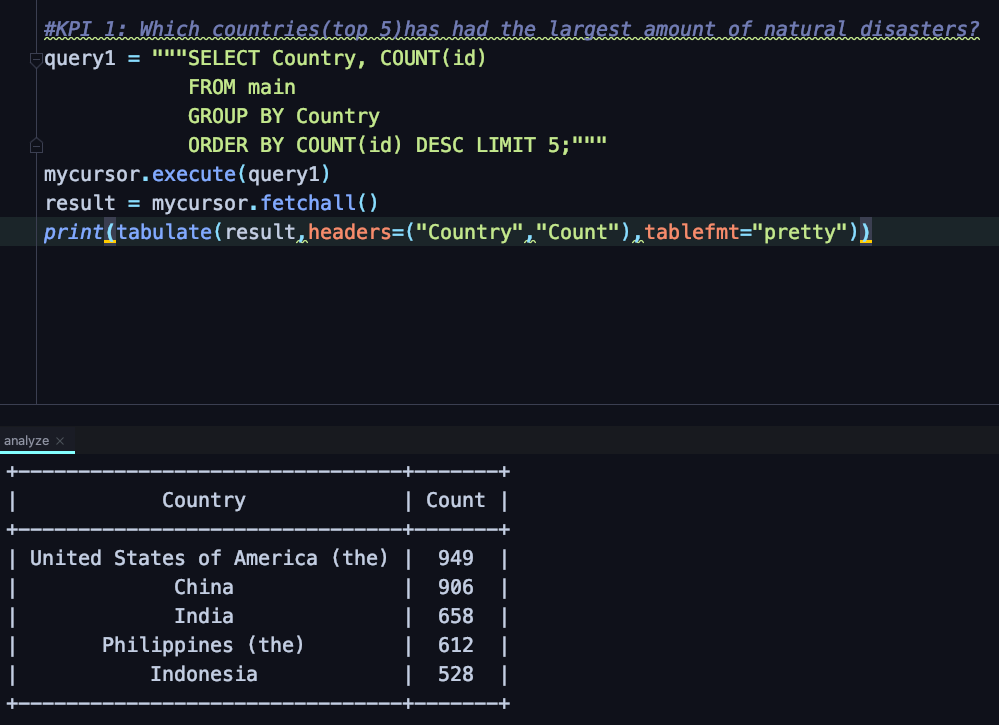 #KPI 1: Which countries(top 5)has had the largest amount of natural disasters?
query1 = """SELECT Country, COUNT(id)
FROM main
GROUP BY Country
ORDER BY COUNT(id) DESC LIMIT 5;"""
mycursor.execute(query1)
result = mycursor.fetchall()
print(tabulate(result,headers=("Country","Count"),tablefmt="pretty"))
analyze ×
+--------------------------------+-------+
| Country | Count |
+--------------------------------+-------+
| United States of America (the) | 949 |
| China | 906 |
| India | 658 |
| Philippines (the) | 612 |
| Indonesia | 528 |
+--------------------------------+-------+